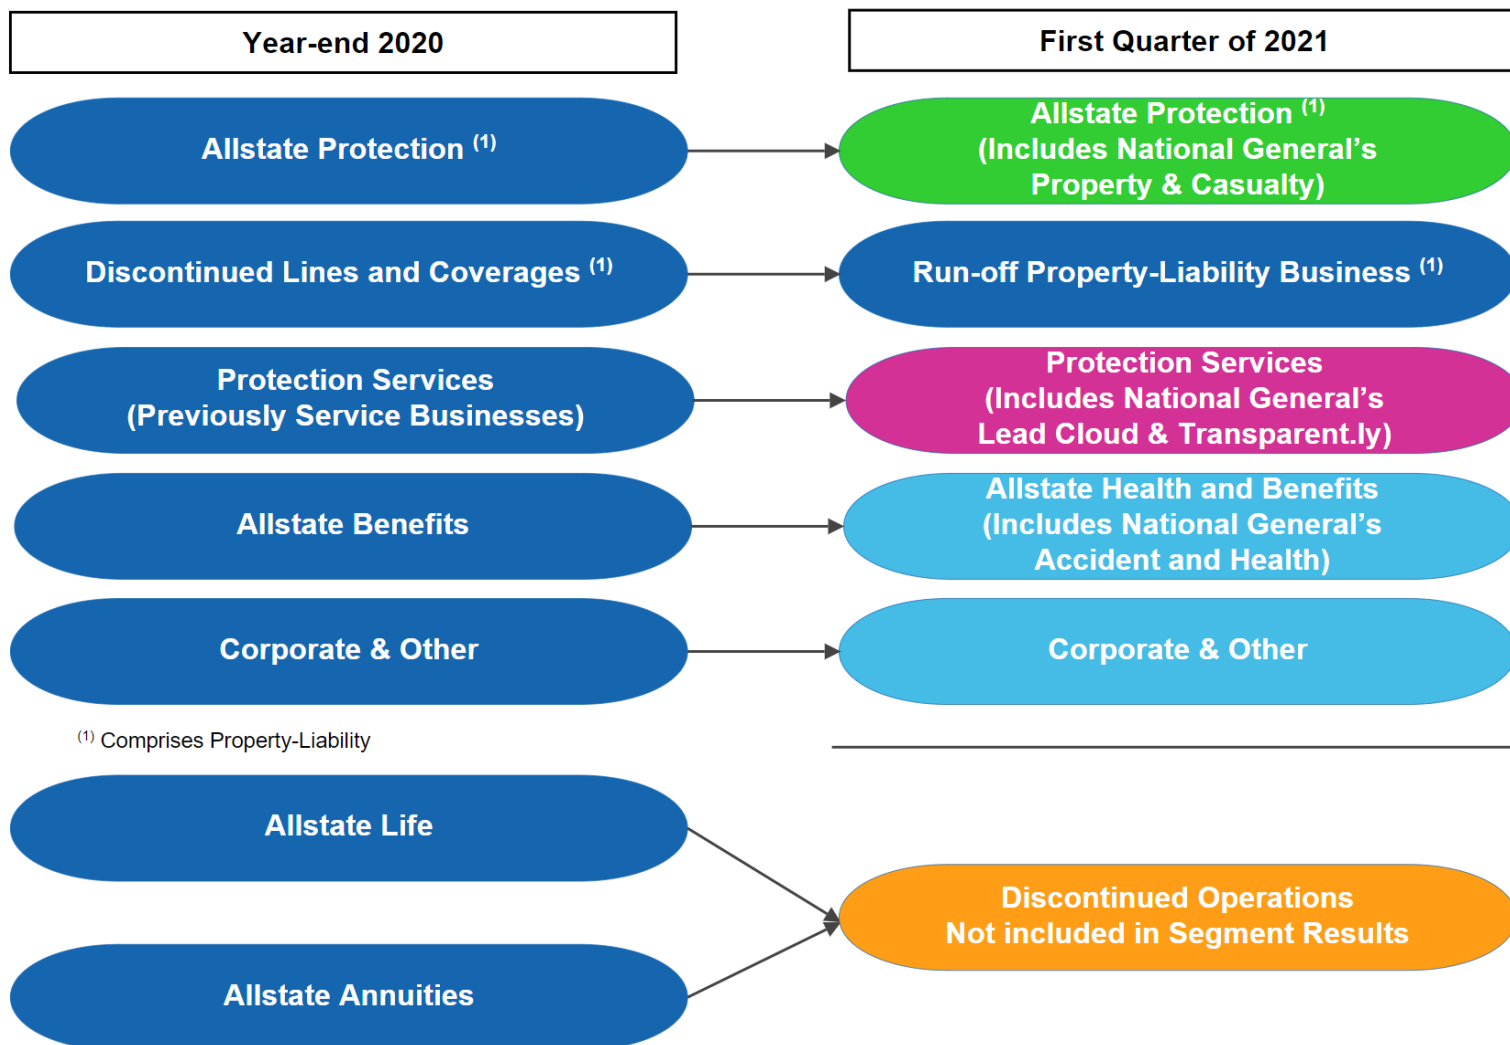 Year-end 2020
First Quarter of 2021
Allstate Protection (1)
Allstate Protection (1)
(Includes National General's
Property & Casualty)
Discontinued Lines and Coverages (1)
Run-off Property-Liability Business (1)
Protection Services
(Previously Service Businesses)
Protection Services
(Includes National General's
Lead Cloud & Transparent.ly)
Allstate Benefits
Allstate Health and Benefits
(Includes National General's
Accident and Health)
Corporate & Other
Corporate & Other
(1) Comprises Property-Liability
Allstate Life
Discontinued Operations
Not included in Segment Results
Allstate Annuities